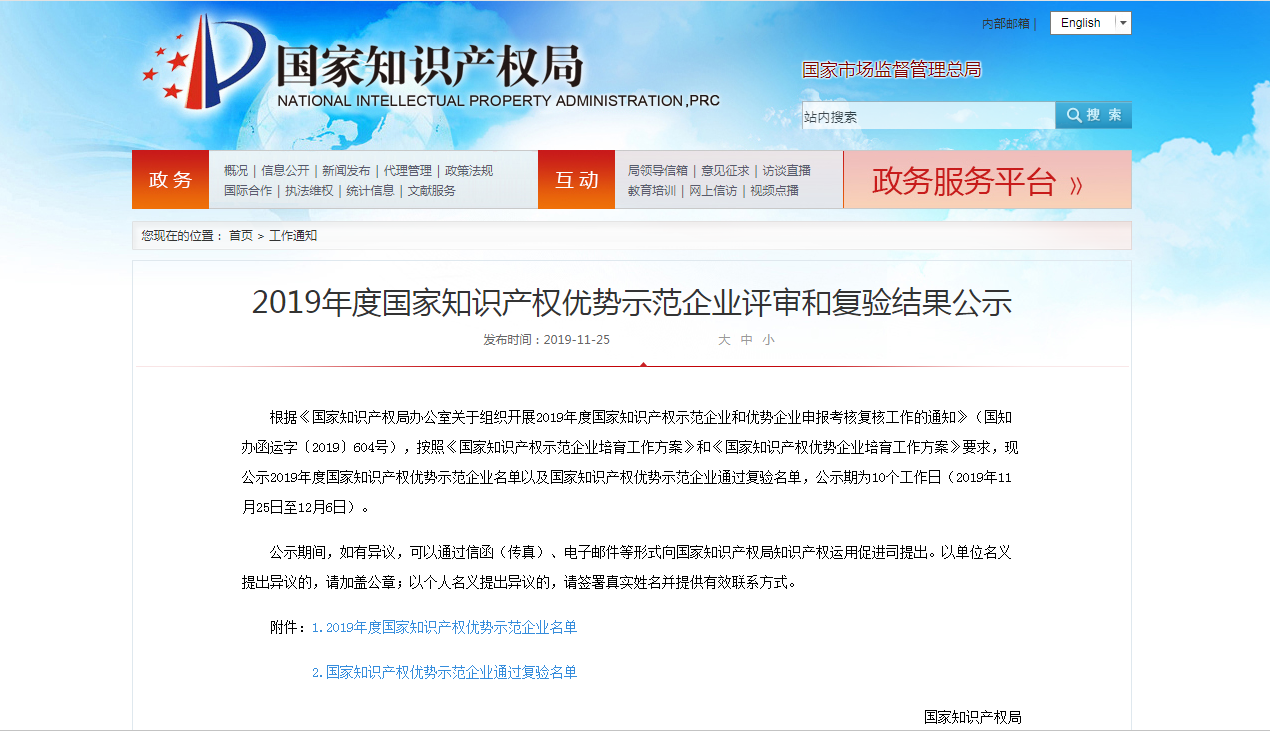 内部邮箱 |
English
国家知识产权局
NATIONAL INTELLECTUAL PROPERTY ADMINISTRATION,PRC
国家市场监督管理总局
站内搜索
搜 索
政务
概况 | 信息公开 | 新闻发布 | 代理管理 | 政策法规
国际合作 | 执法维权 | 统计信息 | 文献服务
互动
局领导信箱 | 意见征求 | 访谈直播
教育培训 | 网上信访 | 视频点播
政务服务平台 》
您现在的位置： 首页 > 工作通知
2019年度国家知识产权优势示范企业评审和复验结果公示
发布时间：2019-11-25
大 中 小
根据《国家知识产权局办公室关于组织开展2019年度国家知识产权示范企业和优势企业申报考核复核工作的通知》（国知
办函运字〔2019〕604号），按照《国家知识产权示范企业培育工作方案》和《国家知识产权优势企业培育工作方案》要求，现
公示2019年度国家知识产权优势示范企业名单以及国家知识产权优势示范企业通过复验名单，公示期为10个工作日（2019年11
月25日至12月6日）。
公示期间，如有异议，可以通过信函（传真）、电子邮件等形式向国家知识产权局知识产权运用促进司提出。以单位名义
提出异议的，请加盖公章；以个人名义提出异议的，请签署真实姓名并提供有效联系方式。
附件：1.2019年度国家知识产权优势示范企业名单
2.国家知识产权优势示范企业通过复验名单
国家知识产权局